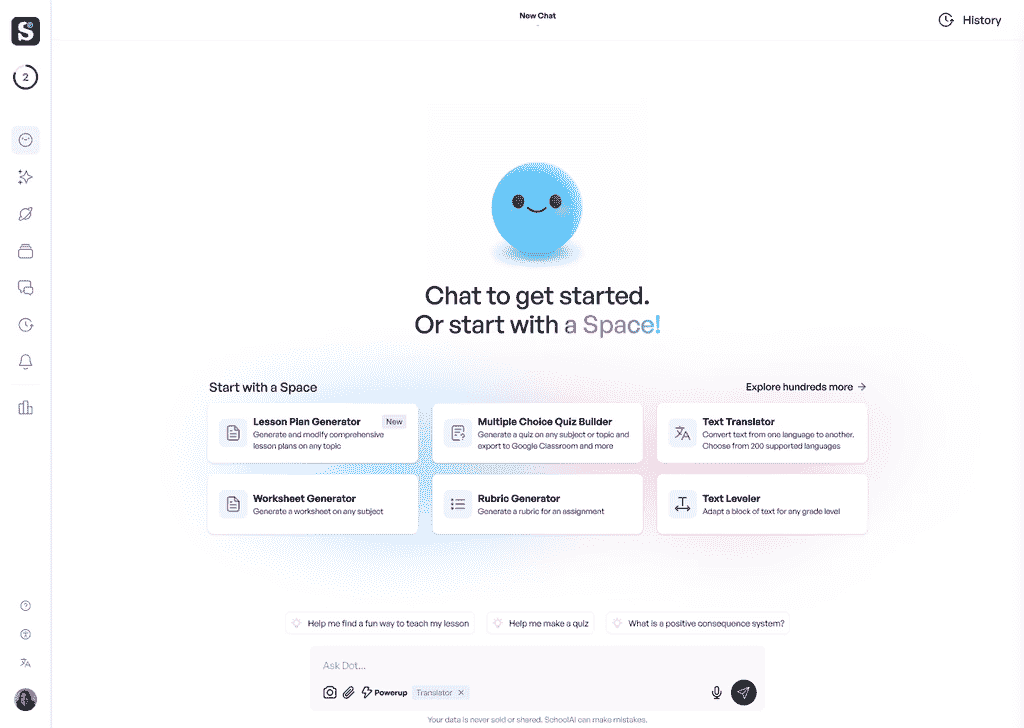 New Chat
History
S
2
Chat to get started.
Or start with a Space!
Start with a Space
Explore hundreds more →
Lesson Plan Generator
New
Generate and modify comprehensive
lesson plans on any topic
Multiple Choice Quiz Builder
Generate a quiz on any subject or topic and
export to Google Classroom and more
Text Translator
Convert text from one language to another.
Choose from 200 supported languages
Worksheet Generator
Generate a worksheet on any subject
Rubric Generator
Generate a rubric for an assignment
Text Leveler
Adapt a block of text for any grade level
Help me find a fun way to teach my lesson
Help me make a quiz
What is a positive consequence system?
Ask Dot...
Powerup
Translator ×
Your data is never sold or shared. SchoolAI can make mistakes.